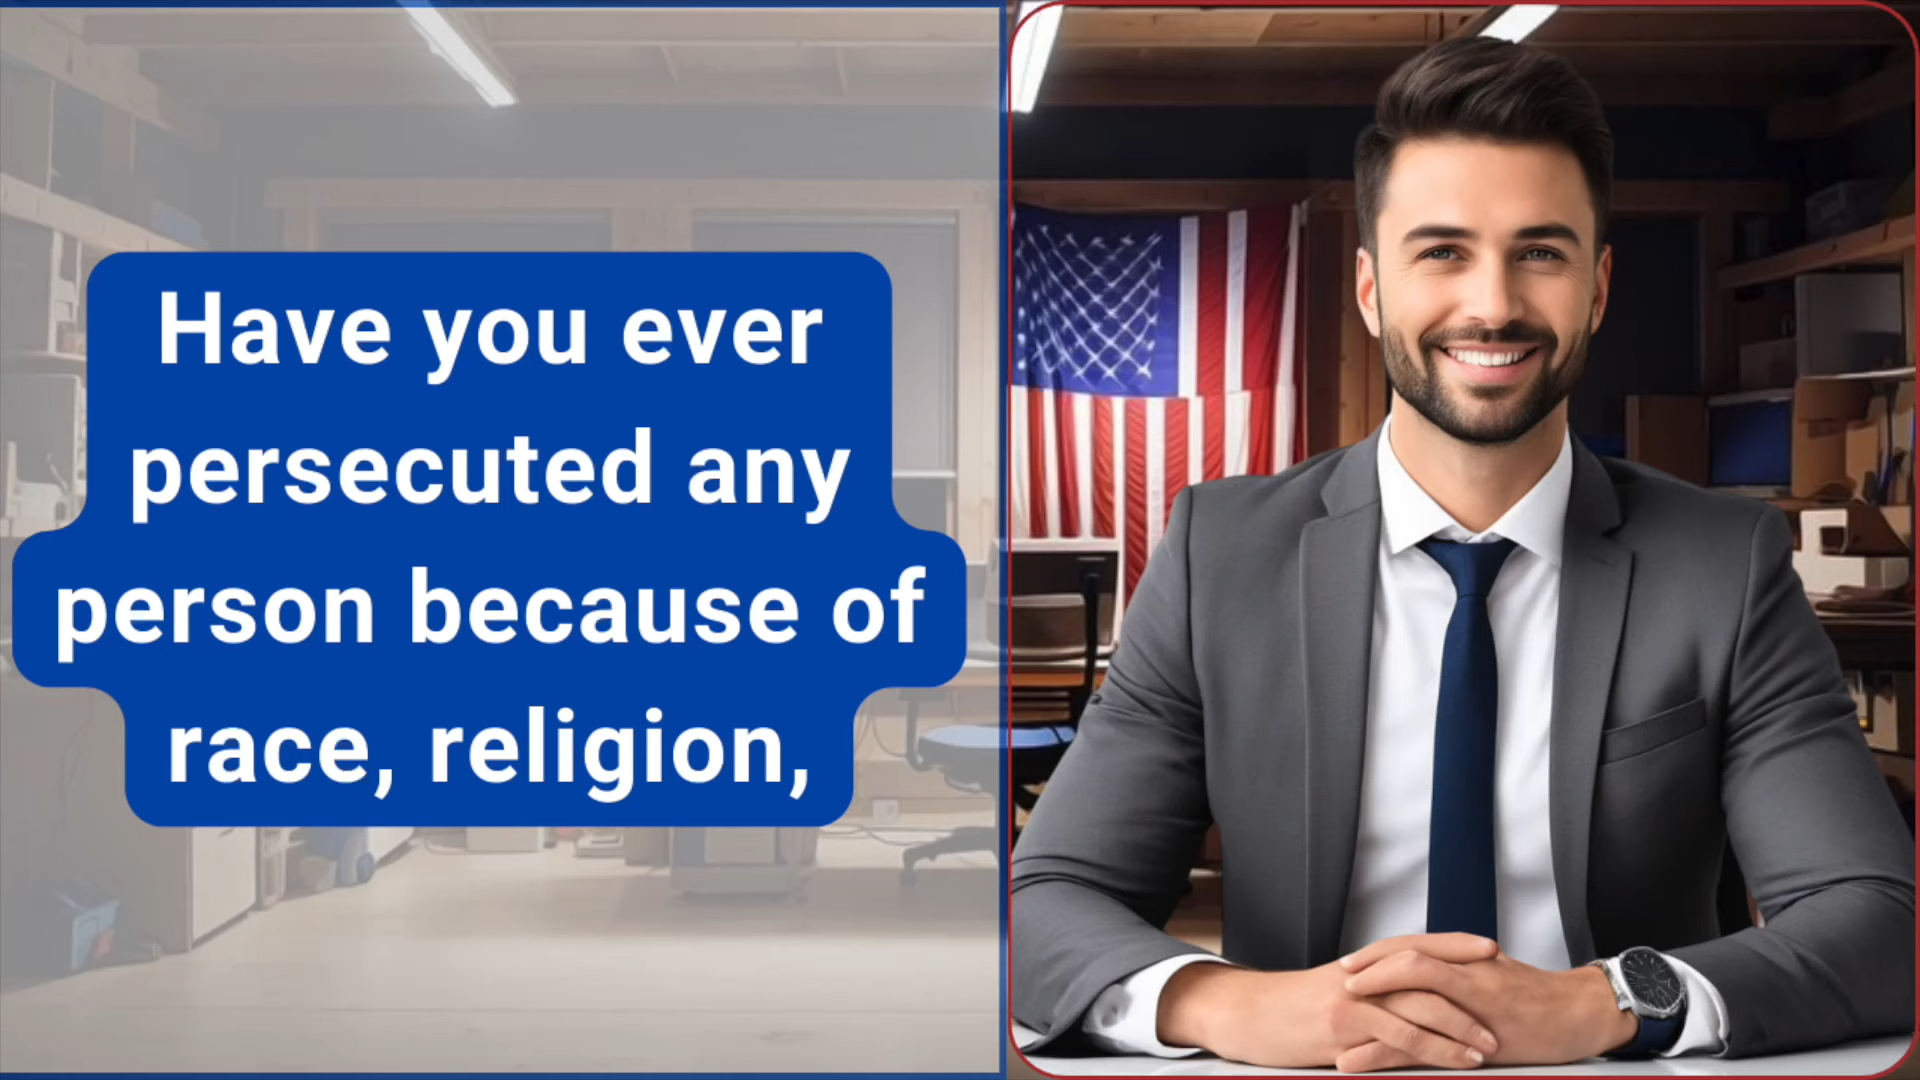 Have you ever
persecuted any
person because of
race, religion,